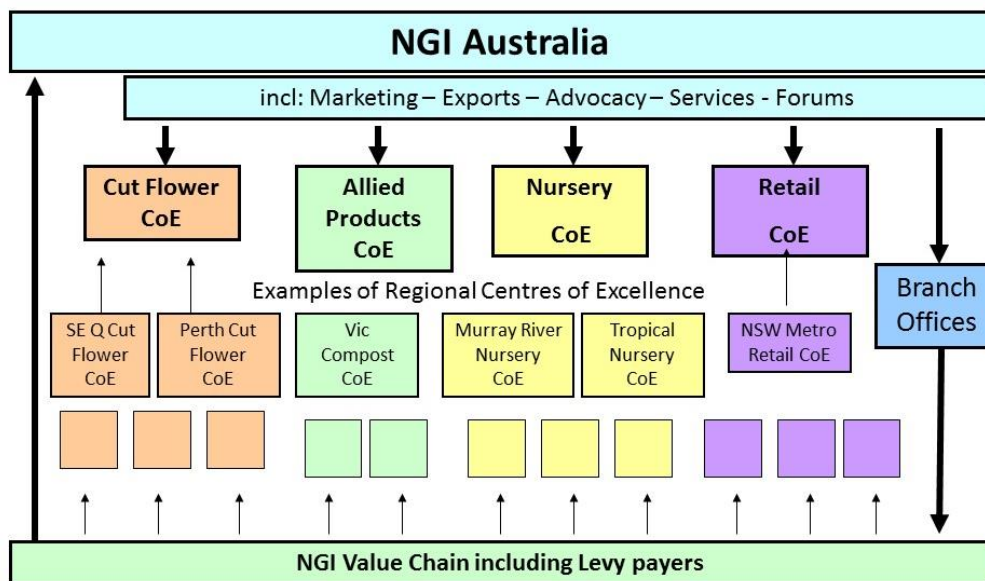 NGI Australia
incl: Marketing – Exports – Advocacy – Services - Forums
Cut Flower
CoE
Allied
Products
CoE
Nursery
CoE
Retail
CoE
Branch
Offices
Examples of Regional Centres of Excellence
SE Q Cut
Flower
CoE
Perth Cut
Flower
CoE
Vic
Compost
CoE
Murray River
Nursery
CoE
Tropical
Nursery
CoE
NSW Metro
Retail CoE
NGI Value Chain including Levy payers